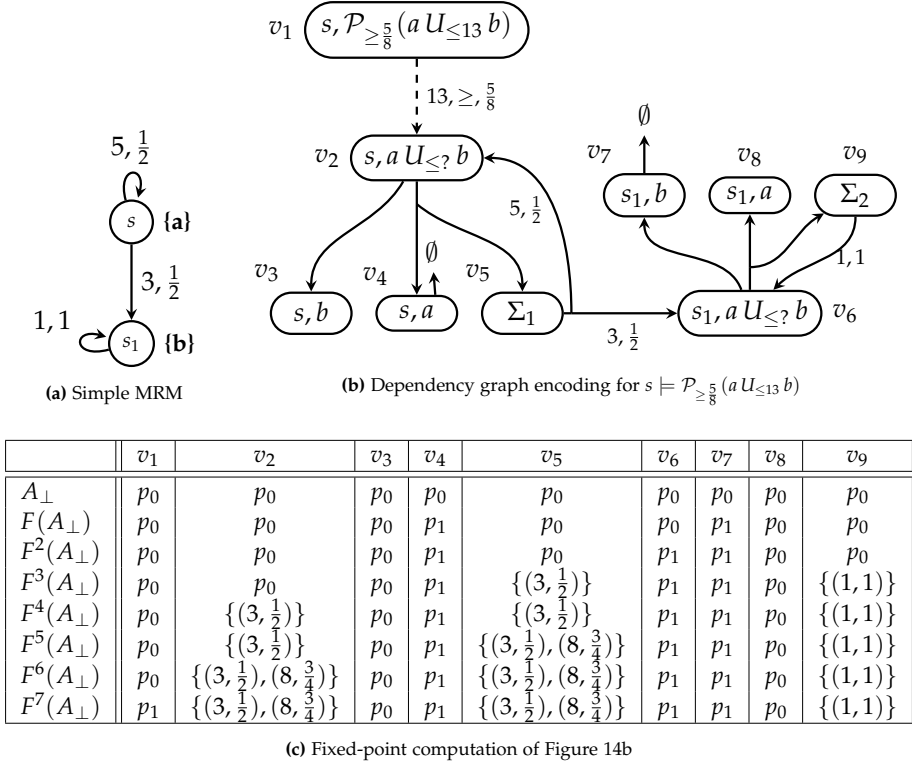 v₁ s, 𝒫≥5/8(a U≤13 b)
13, ≥, 5/8
v₂ s, a U≤? b
5, 1/2
v₃ s, b
v₄ s, a
∅
v₅ Σ₁
3, 1/2
∅
v₇ s₁, b
v₈ s₁, a
v₉ Σ₂
1, 1
s₁, a U≤? b v₆
5, 1/2
s {a}
3, 1/2
1, 1
s₁ {b}
(a) Simple MRM
(b) Dependency graph encoding for s ⊨ 𝒫≥5/8(a U≤13 b)
v₁ v₂ v₃ v₄ v₅ v₆ v₇ v₈ v₉
A⊥ p₀ p₀ p₀ p₀ p₀ p₀ p₀ p₀ p₀
F(A⊥) p₀ p₀ p₀ p₁ p₀ p₀ p₁ p₀ p₀
F²(A⊥) p₀ p₀ p₀ p₁ p₀ p₁ p₁ p₀ p₀
F³(A⊥) p₀ p₀ p₀ p₁ {(3, 1/2)} p₁ p₁ p₀ {(1, 1)}
F⁴(A⊥) p₀ {(3, 1/2)} p₀ p₁ {(3, 1/2)} p₁ p₁ p₀ {(1, 1)}
F⁵(A⊥) p₀ {(3, 1/2)} p₀ p₁ {(3, 1/2), (8, 3/4)} p₁ p₁ p₀ {(1, 1)}
F⁶(A⊥) p₀ {(3, 1/2), (8, 3/4)} p₀ p₁ {(3, 1/2), (8, 3/4)} p₁ p₁ p₀ {(1, 1)}
F⁷(A⊥) p₁ {(3, 1/2), (8, 3/4)} p₀ p₁ {(3, 1/2), (8, 3/4)} p₁ p₁ p₀ {(1, 1)}
(c) Fixed-point computation of Figure 14b